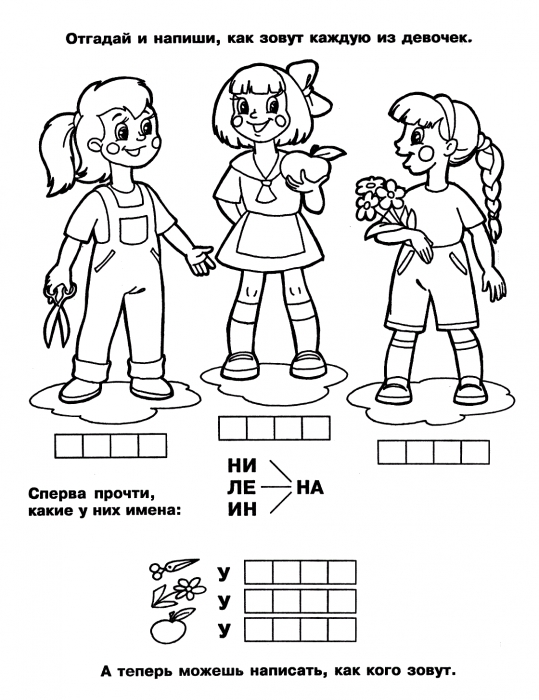 Отгадай и напиши, как зовут каждую из девочек.
НИ
ЛЕ НА
ИН
Сперва прочти,
какие у них имена:
У
У
У
А теперь можешь написать, как кого зовут.